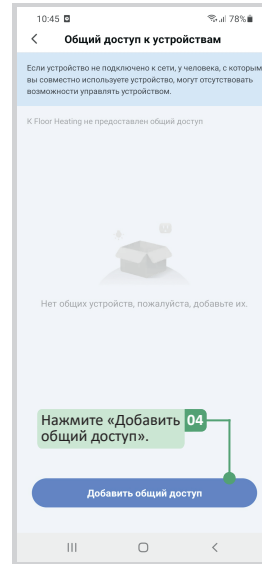 10:45 78%
Общий доступ к устройствам
Если устройство не подключено к сети, у человека, с которым
вы совместно используете устройство, могут отсутствовать
возможности управлять устройством.
К Floor Heating не предоставлен общий доступ
Нет общих устройств, пожалуйста, добавьте их.
Нажмите «Добавить 04
общий доступ».
Добавить общий доступ